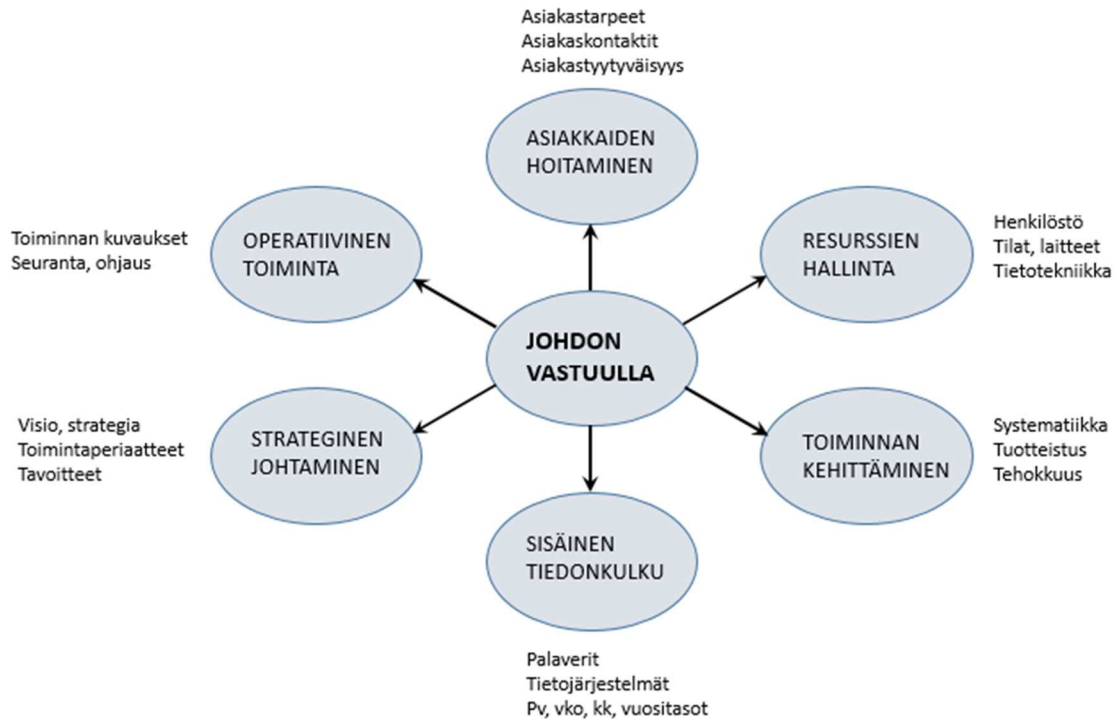 Asiakastarpeet
Asiakaskontaktit
Asiakastyytyväisyys
ASIAKKAIDEN
HOITAMINEN
Toiminnan kuvaukset
Seuranta, ohjaus
OPERATIIVINEN
TOIMINTA
RESURSSIEN
HALLINTA
Henkilöstö
Tilat, laitteet
Tietotekniikka
JOHDON
VASTUULLA
Visio, strategia
Toimintaperiaatteet
Tavoitteet
STRATEGINEN
JOHTAMINEN
TOIMINNAN
KEHITTÄMINEN
Systematiikka
Tuotteistus
Tehokkuus
SISÄINEN
TIEDONKULKU
Palaverit
Tietojärjestelmät
Pv, vko, kk, vuositasot